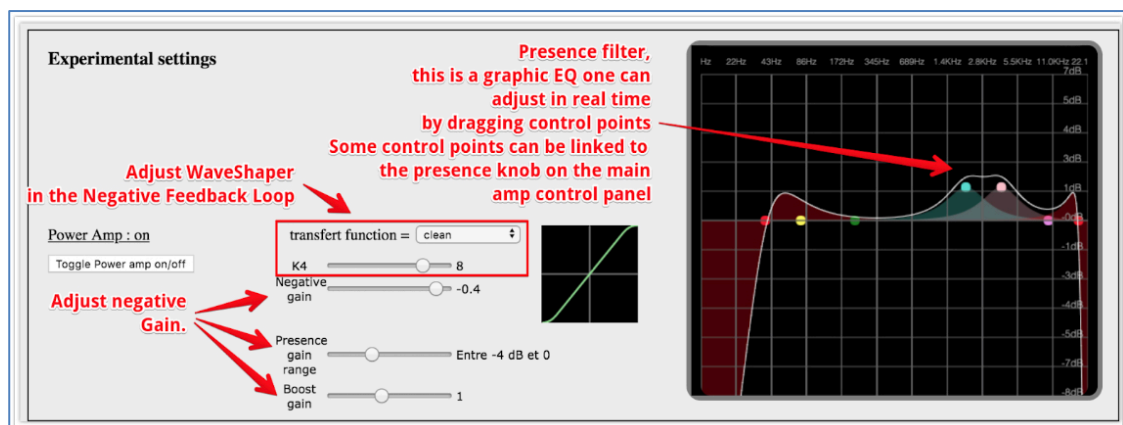 Experimental settings
Presence filter,
this is a graphic EQ one can
adjust in real time
by dragging control points
Some control points can be linked to
the presence knob on the main
amp control panel
Adjust WaveShaper
in the Negative Feedback Loop
Power Amp : on
Toggle Power amp on/off
transfert function = clean
K4 8
Negative
gain -0.4
Adjust negative
Gain.
Presence
gain
range Entre -4 dB et 0
Boost
gain 1
Hz 22Hz 43Hz 86Hz 172Hz 345Hz 689Hz 1.4KHz 2.8KHz 5.5KHz 11.0KHz 22.1
7dB
5dB
4dB
3dB
1dB
-0dB
-1dB
-3dB
-4dB
-5dB
-7dB
-8dB